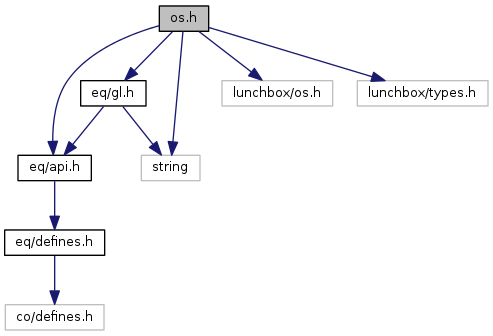 os.h
eq/gl.h
lunchbox/os.h
lunchbox/types.h
eq/api.h
string
eq/defines.h
co/defines.h